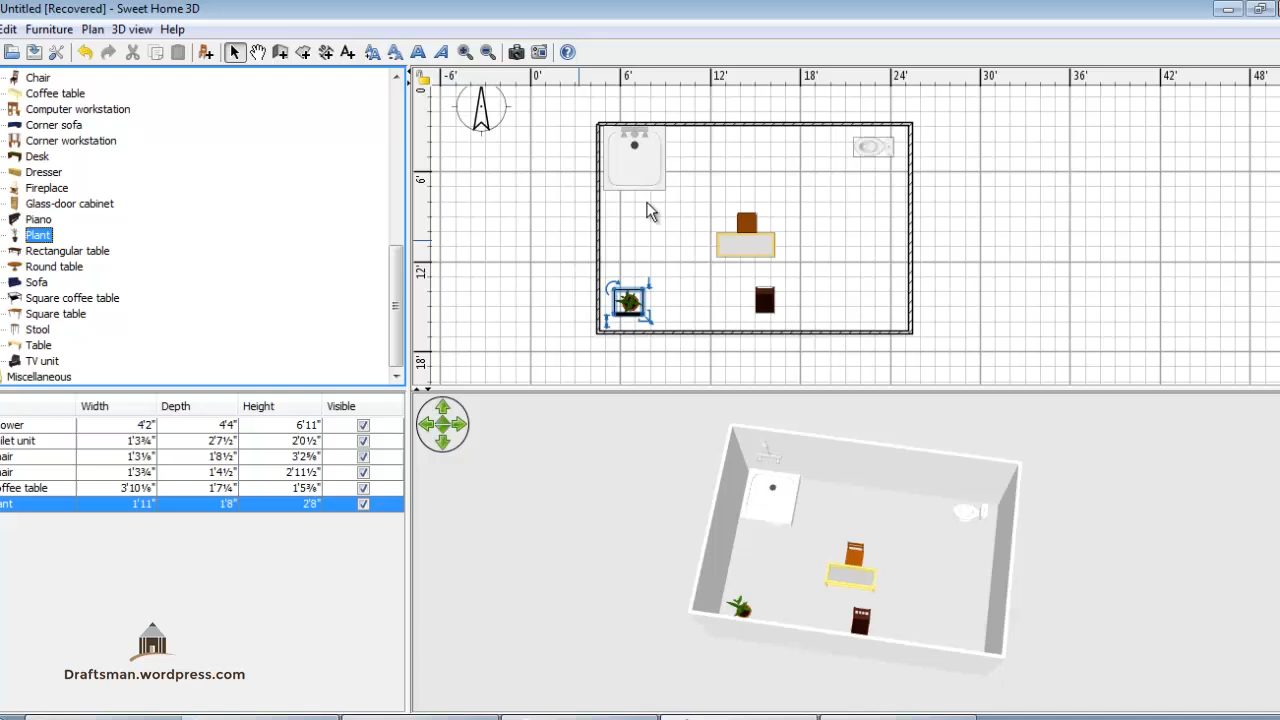 Untitled [Recovered] - Sweet Home 3D
Edit Furniture Plan 3D view Help
Chair
Coffee table
Computer workstation
Corner sofa
Corner workstation
Desk
Dresser
Fireplace
Glass-door cabinet
Piano
Plant
Rectangular table
Round table
Sofa
Square coffee table
Square table
Stool
Table
TV unit
Miscellaneous
Width Depth Height Visible
ower 4'2" 4'4" 6'11"
ilet unit 1'3¾" 2'7½" 2'0½"
air 1'3⅛" 1'8½" 3'2⅝"
air 1'3¾" 1'4½" 2'11½"
offee table 3'10⅛" 1'7¼" 1'5⅜"
ant 1'11" 1'8" 2'8"
Draftsman.wordpress.com
-6' 0' 6' 12' 18' 24' 30' 36' 42' 48'
0
6'
12'
18'